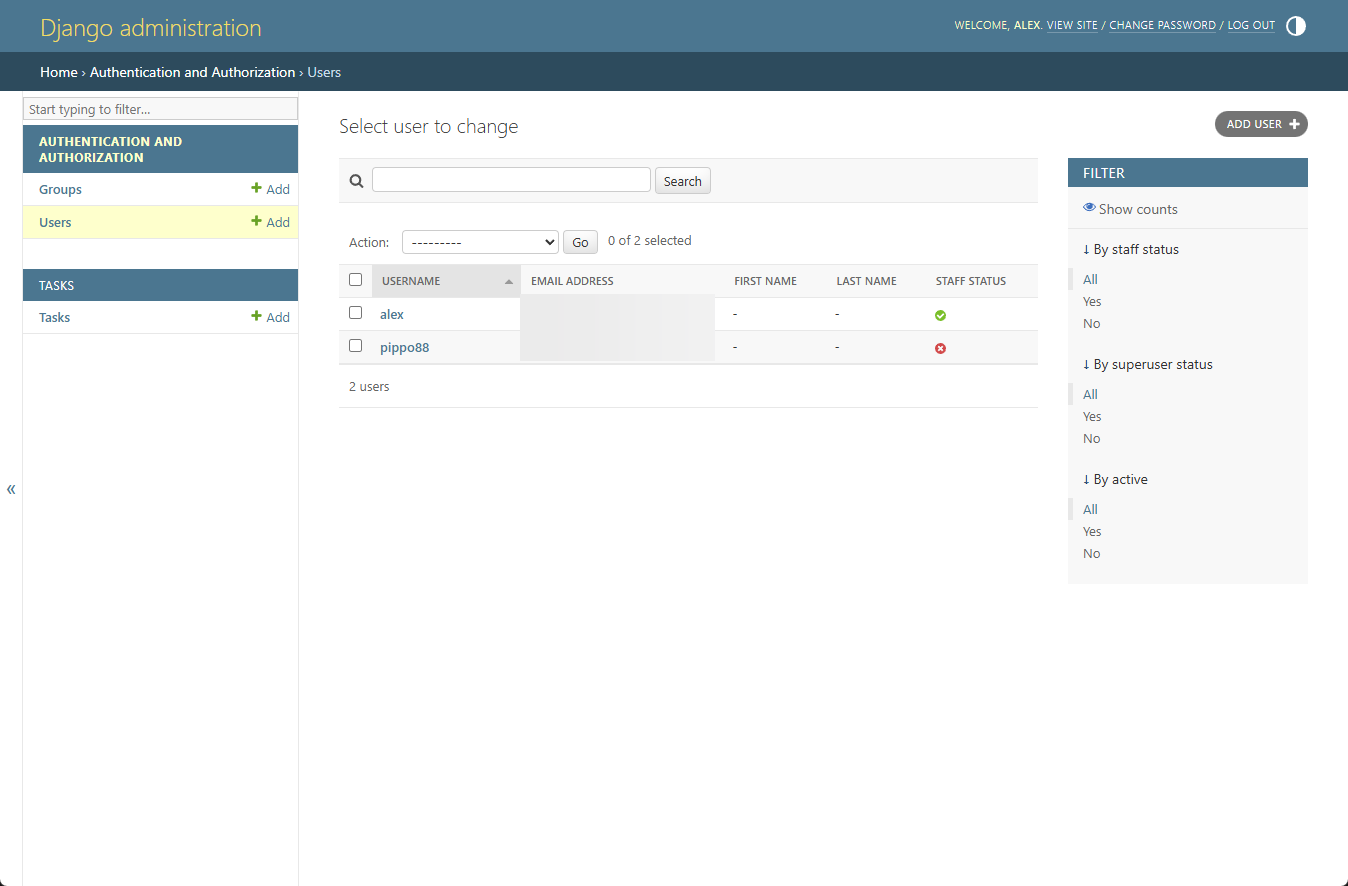 Django administration
WELCOME, ALEX. VIEW SITE / CHANGE PASSWORD / LOG OUT
Home › Authentication and Authorization › Users
Start typing to filter...
AUTHENTICATION AND
AUTHORIZATION
Groups
Add
Users
Add
TASKS
Tasks
Add
Select user to change
ADD USER
Search
Action: --------- Go 0 of 2 selected
USERNAME EMAIL ADDRESS FIRST NAME LAST NAME STAFF STATUS
alex - -
pippo88 - -
2 users
FILTER
Show counts
↓ By staff status
All
Yes
No
↓ By superuser status
All
Yes
No
↓ By active
All
Yes
No
«